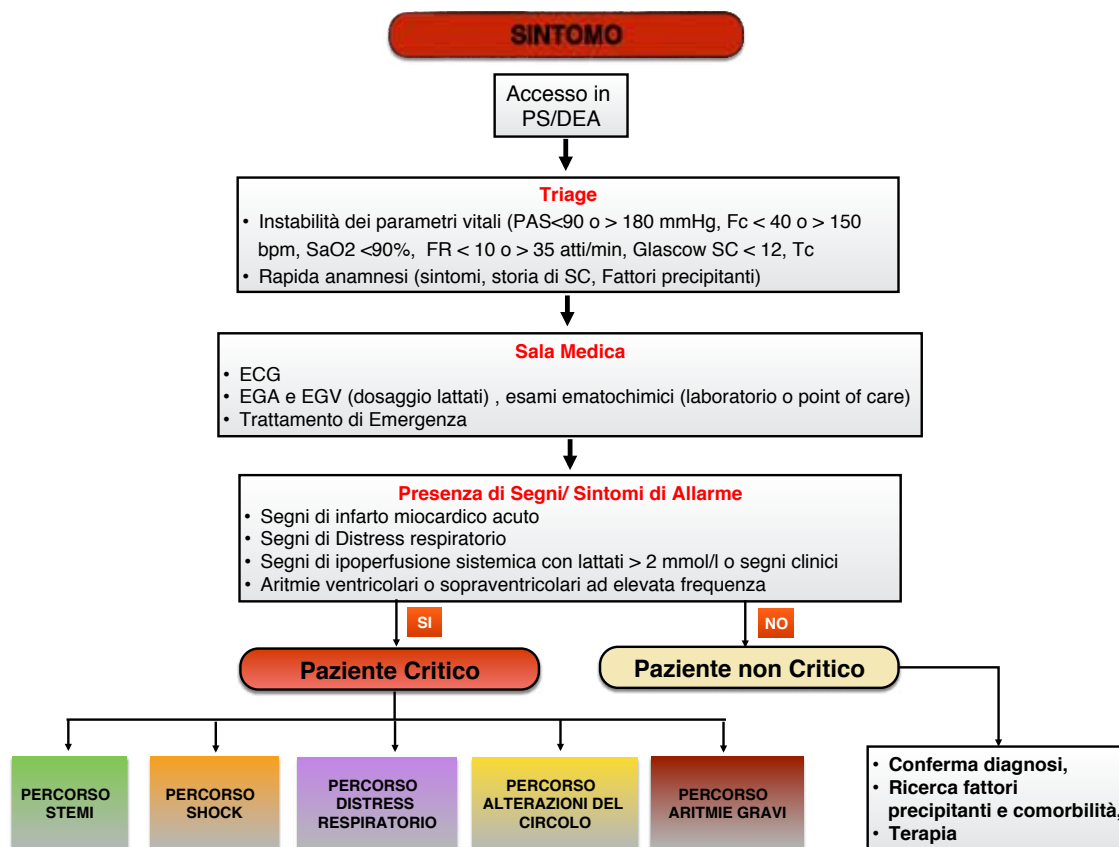 SINTOMO
Accesso in
PS/DEA
Triage
• Instabilità dei parametri vitali (PAS<90 o > 180 mmHg, Fc < 40 o > 150
bpm, SaO2 <90%, FR < 10 o > 35 atti/min, Glascow SC < 12, Tc
• Rapida anamnesi (sintomi, storia di SC, Fattori precipitanti)
Sala Medica
• ECG
• EGA e EGV (dosaggio lattati) , esami ematochimici (laboratorio o point of care)
• Trattamento di Emergenza
Presenza di Segni/ Sintomi di Allarme
• Segni di infarto miocardico acuto
• Segni di Distress respiratorio
• Segni di ipoperfusione sistemica con lattati > 2 mmol/l o segni clinici
• Aritmie ventricolari o sopraventricolari ad elevata frequenza
SI
NO
Paziente Critico
Paziente non Critico
PERCORSO
STEMI
PERCORSO
SHOCK
PERCORSO
DISTRESS
RESPIRATORIO
PERCORSO
ALTERAZIONI DEL
CIRCOLO
PERCORSO
ARITMIE GRAVI
• Conferma diagnosi,
• Ricerca fattori
precipitanti e comorbilità,
• Terapia